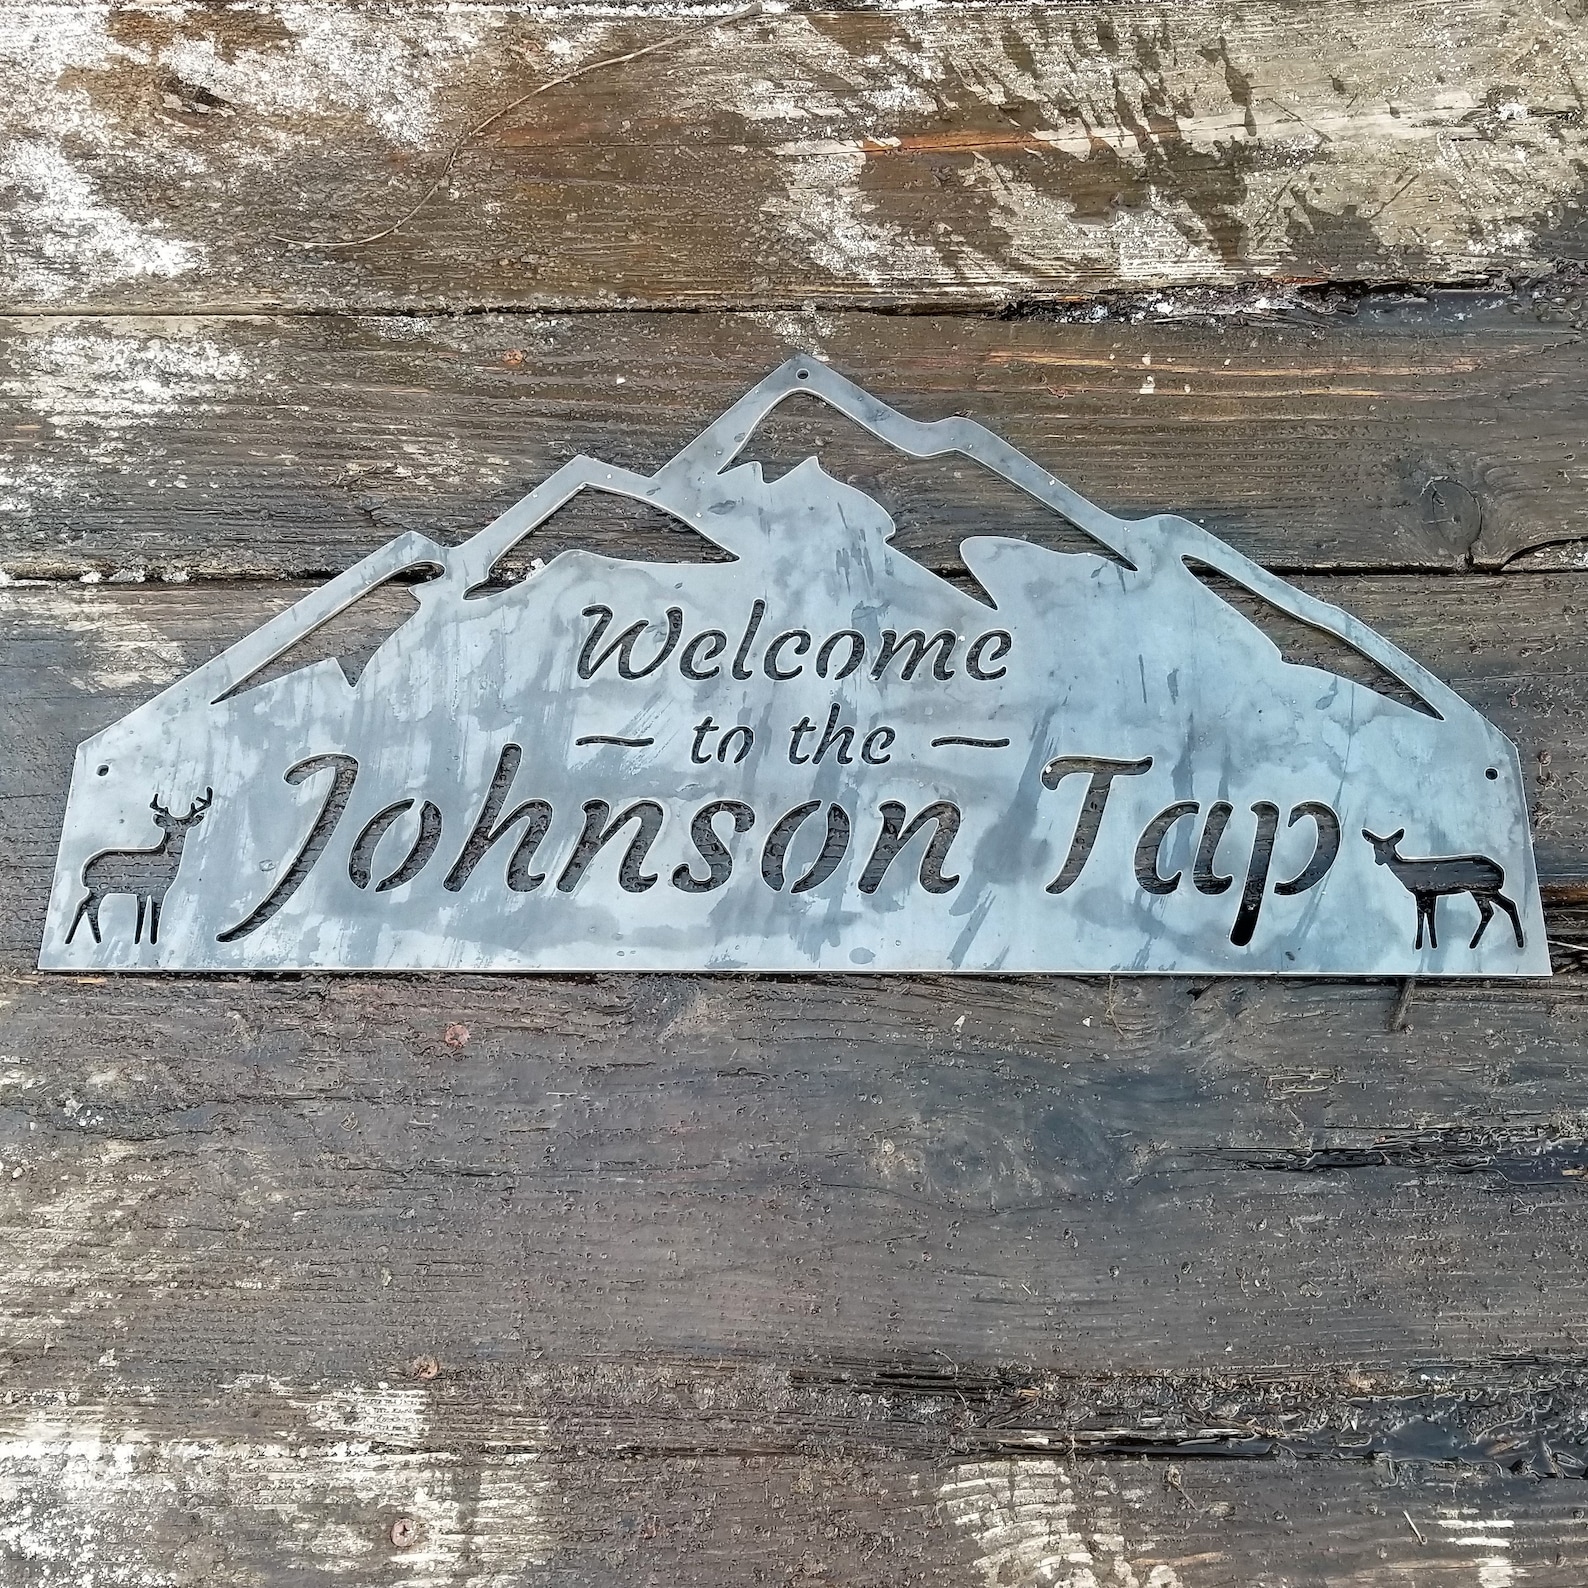 Welcome
- to the -
Johnson Tap